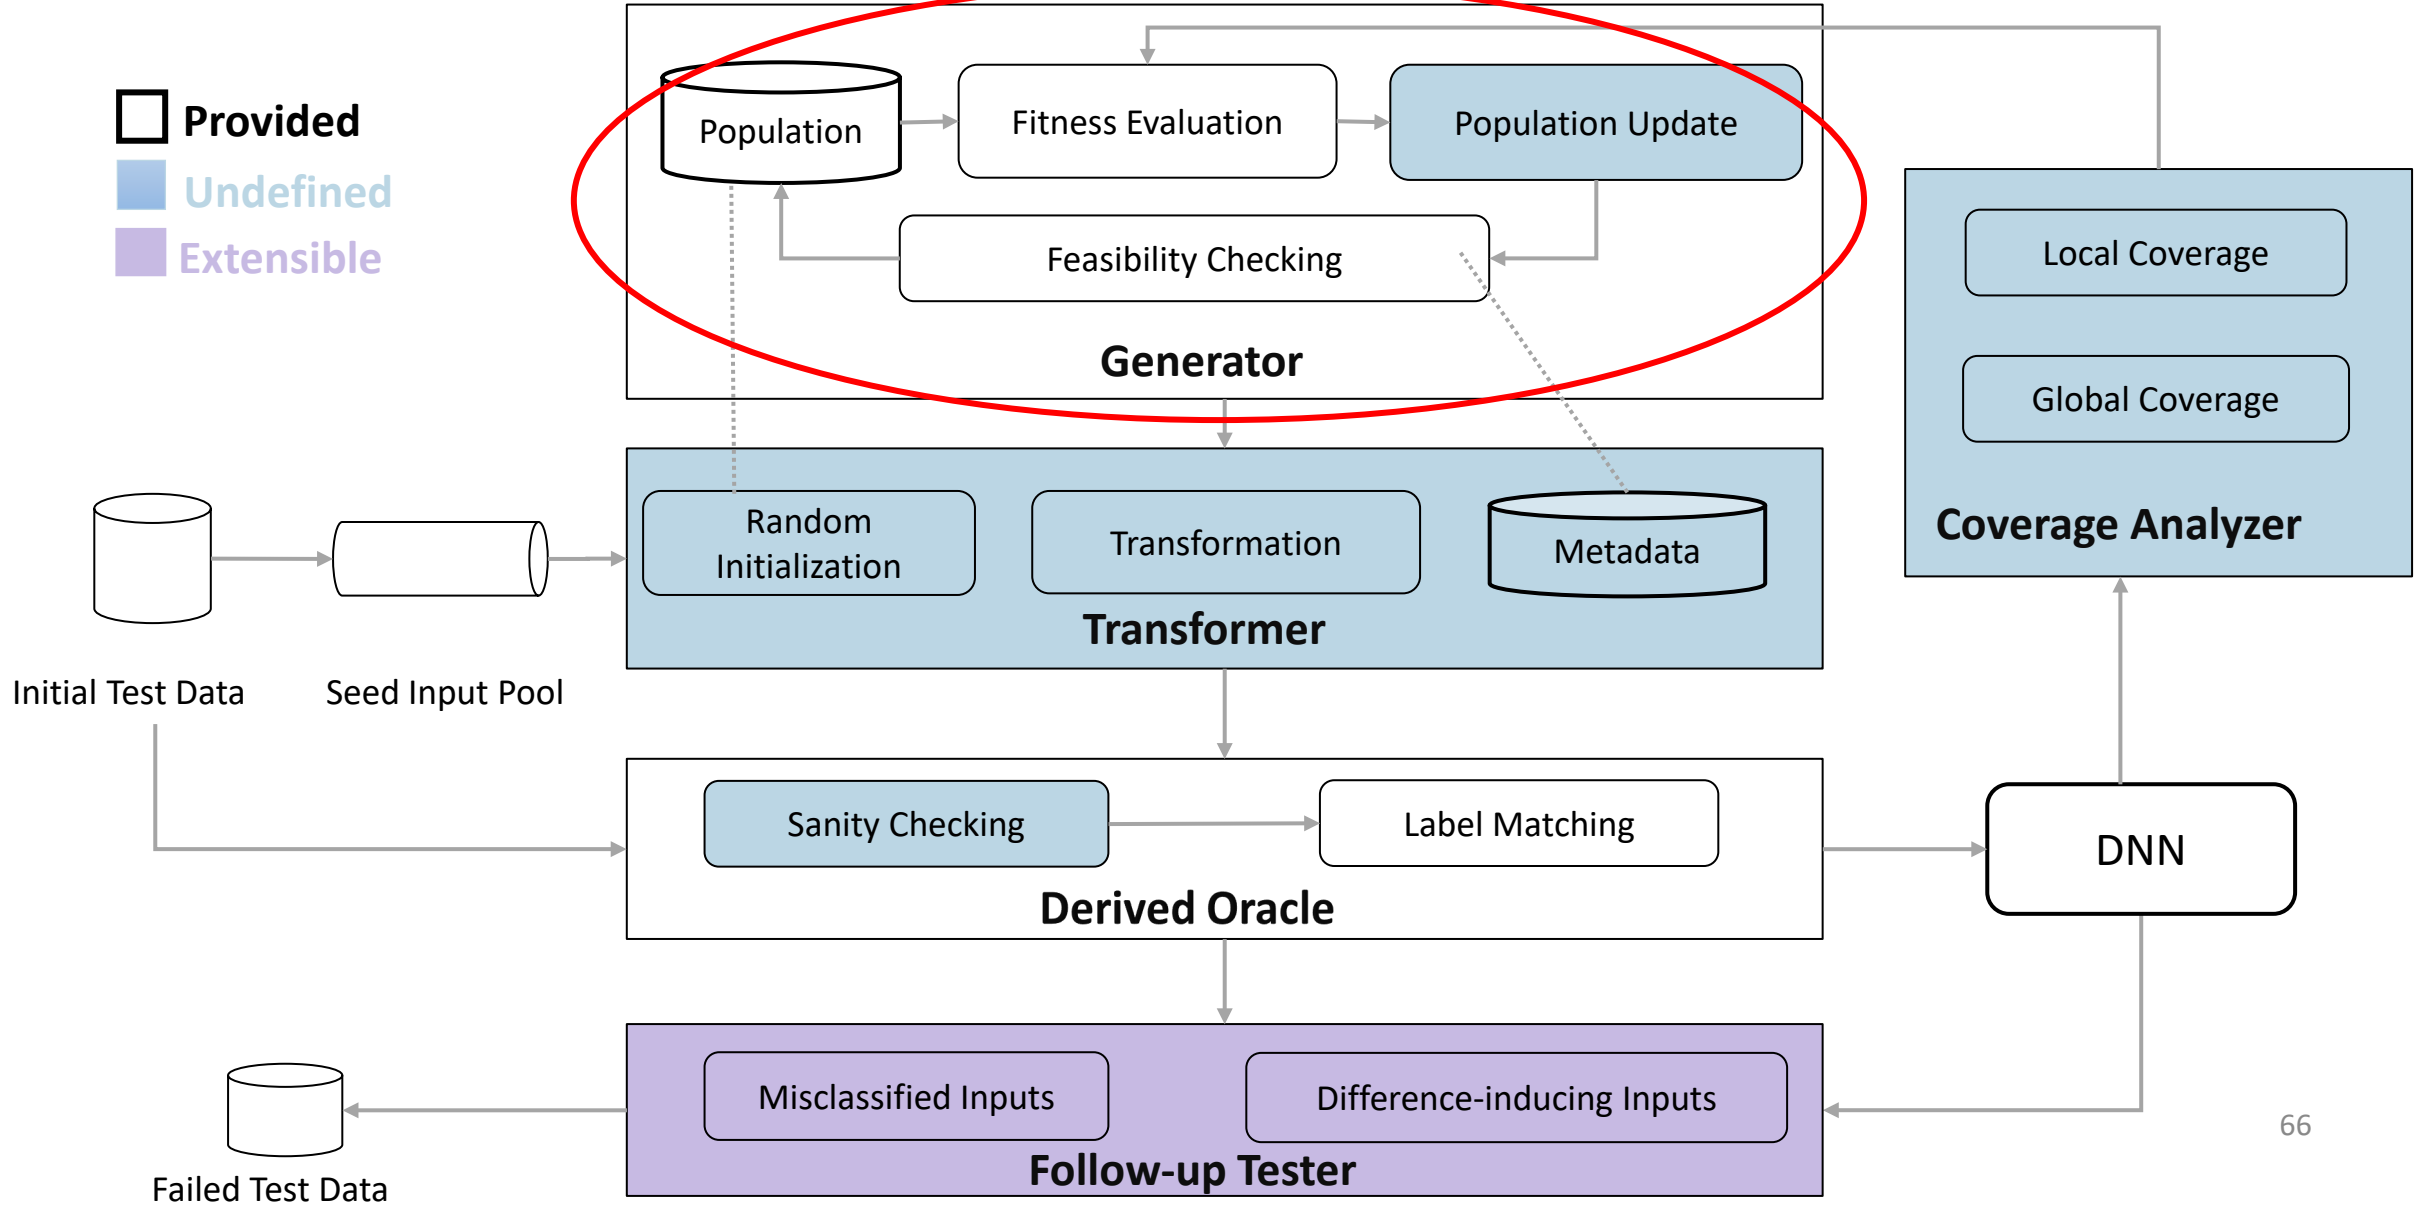 Provided
Undefined
Extensible
Population
Fitness Evaluation
Population Update
Feasibility Checking
Generator
Local Coverage
Global Coverage
Coverage Analyzer
Random
Initialization
Transformation
Metadata
Transformer
Initial Test Data
Seed Input Pool
Sanity Checking
Label Matching
Derived Oracle
DNN
Misclassified Inputs
Difference-inducing Inputs
Follow-up Tester
Failed Test Data
66